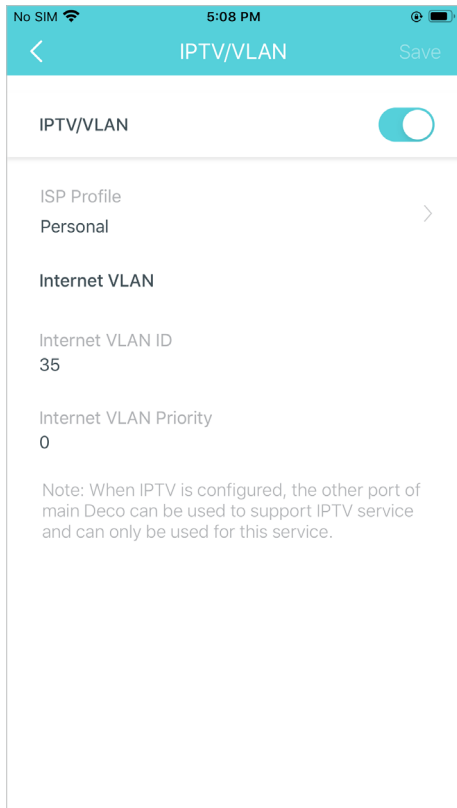 No SIM 5:08 PM
IPTV/VLAN Save
IPTV/VLAN
ISP Profile
Personal
Internet VLAN
Internet VLAN ID
35
Internet VLAN Priority
0
Note: When IPTV is configured, the other port of
main Deco can be used to support IPTV service
and can only be used for this service.